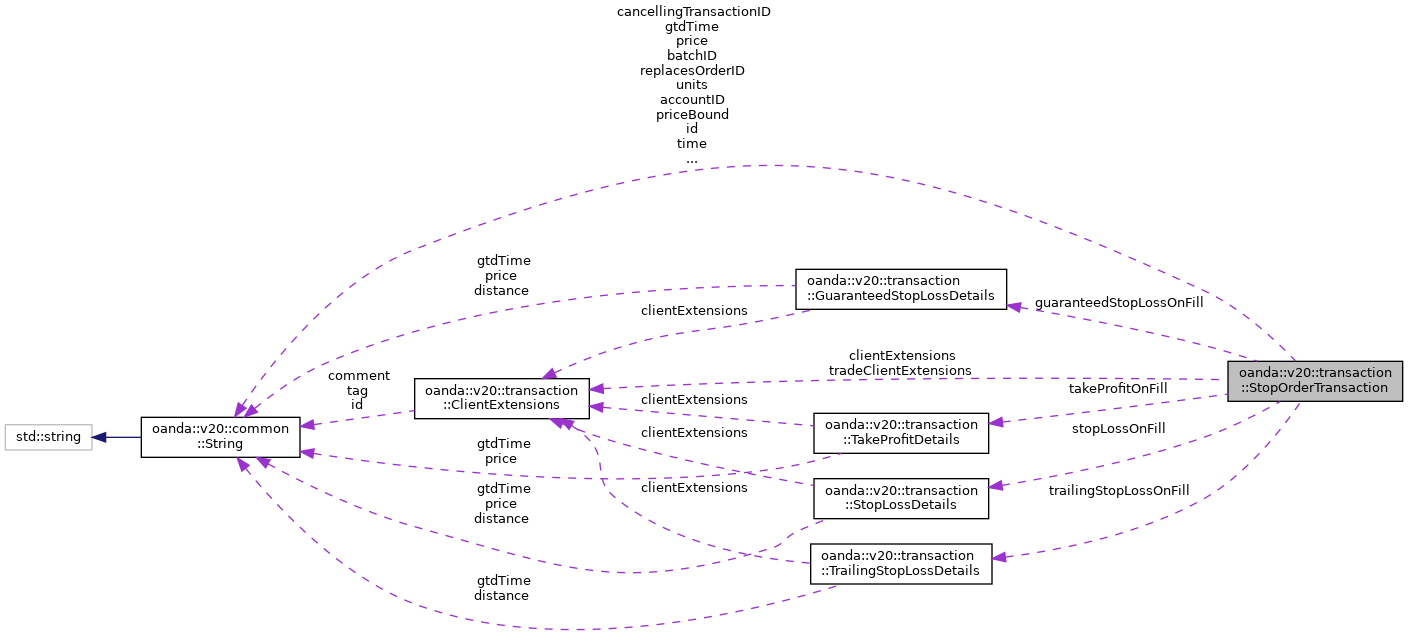 cancellingTransactionID
gtdTime
price
batchID
replacesOrderID
units
accountID
priceBound
id
time
...
gtdTime
price
distance
oanda::v20::transaction
::GuaranteedStopLossDetails
guaranteedStopLossOnFill
clientExtensions
clientExtensions
tradeClientExtensions
oanda::v20::transaction
::StopOrderTransaction
comment
tag
id
oanda::v20::transaction
::ClientExtensions
clientExtensions
takeProfitOnFill
std::string
oanda::v20::common
::String
oanda::v20::transaction
::TakeProfitDetails
clientExtensions
stopLossOnFill
gtdTime
price
clientExtensions
oanda::v20::transaction
::StopLossDetails
trailingStopLossOnFill
gtdTime
price
distance
oanda::v20::transaction
::TrailingStopLossDetails
gtdTime
distance